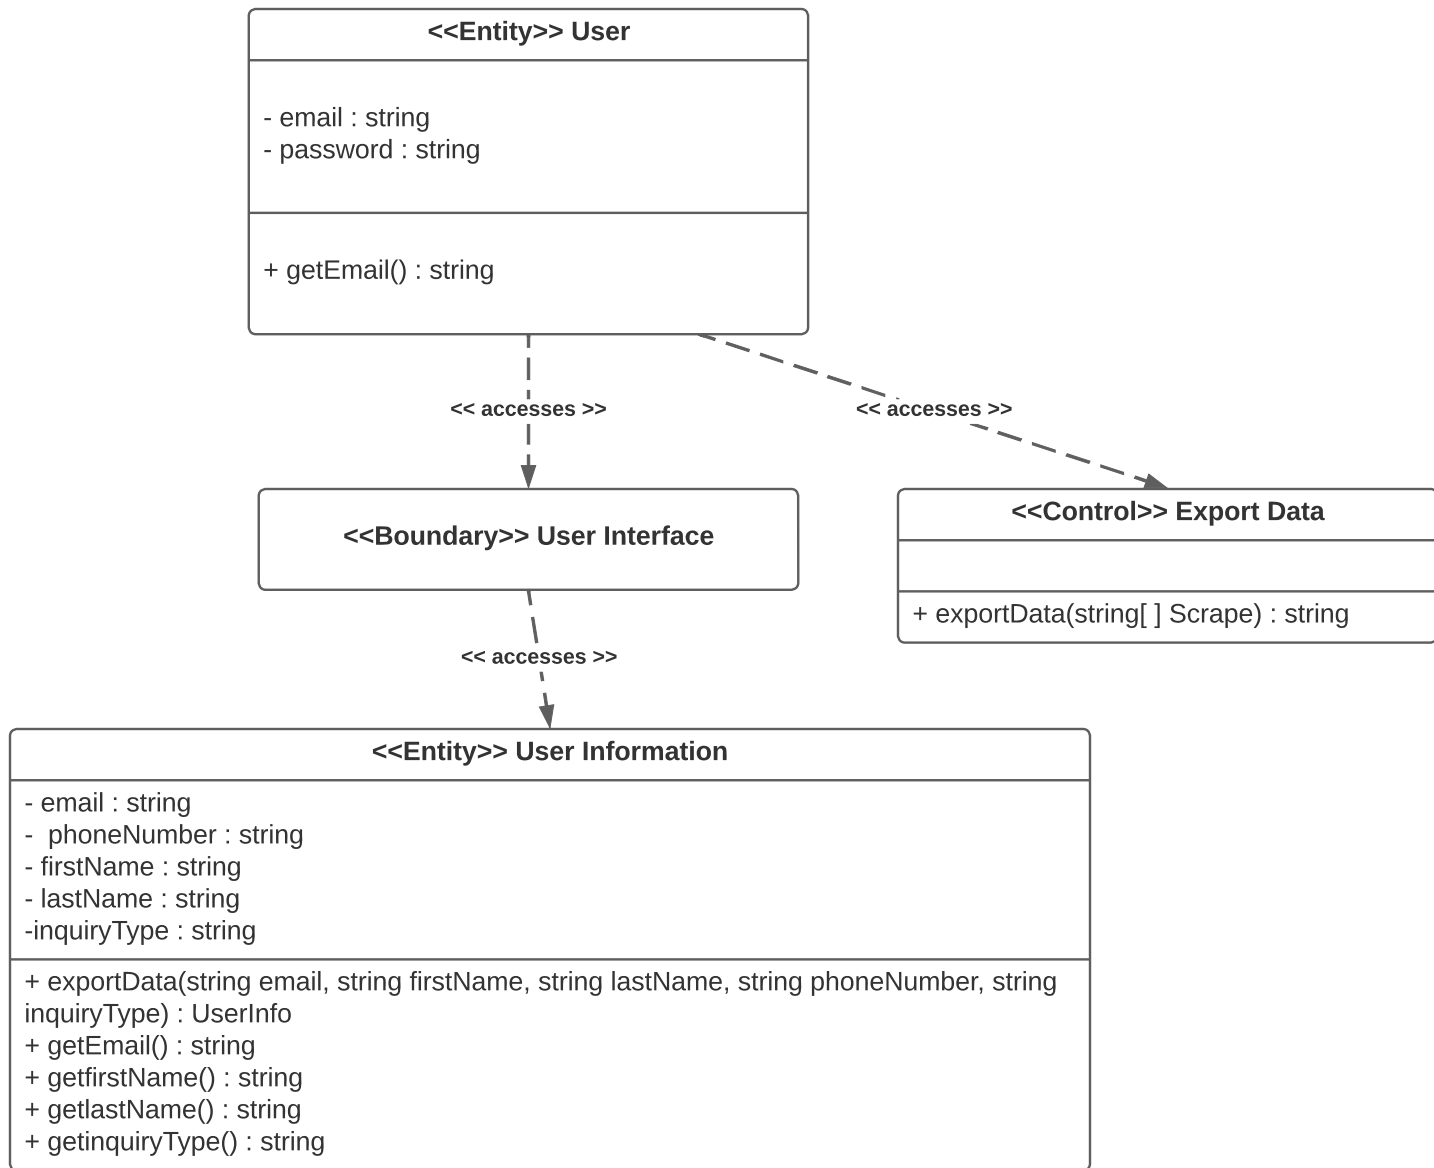 <<Entity>> User
- email : string
- password : string
+ getEmail() : string
<< accesses >>
<< accesses >>
<<Boundary>> User Interface
<<Control>> Export Data
+ exportData(string[ ] Scrape) : string
<< accesses >>
<<Entity>> User Information
- email : string
-  phoneNumber : string
- firstName : string
- lastName : string
-inquiryType : string
+ exportData(string email, string firstName, string lastName, string phoneNumber, string
inquiryType) : UserInfo
+ getEmail() : string
+ getfirstName() : string
+ getlastName() : string
+ getinquiryType() : string